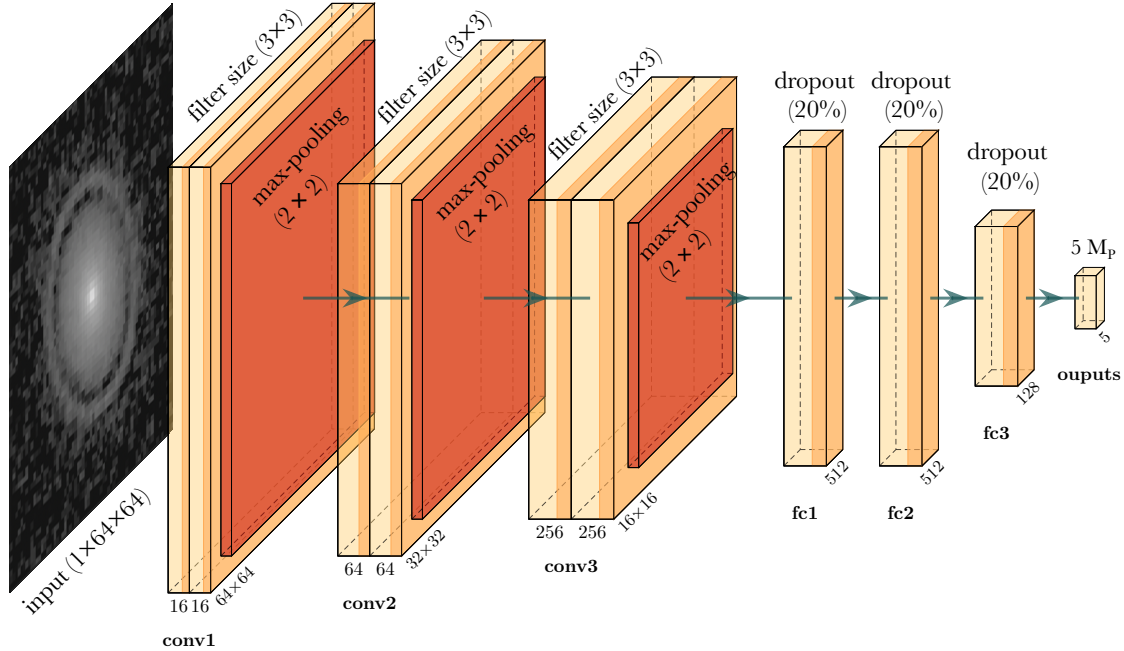 input (1×64×64)
filter size (3×3)
max-pooling
(2 × 2)
16 16
64×64
conv1
filter size (3×3)
max-pooling
(2 × 2)
64 64
32×32
conv2
filter size (3×3)
max-pooling
(2 × 2)
256 256
16×16
conv3
dropout
(20%)
512
fc1
dropout
(20%)
512
fc2
dropout
(20%)
128
fc3
5 M_P
5
ouputs